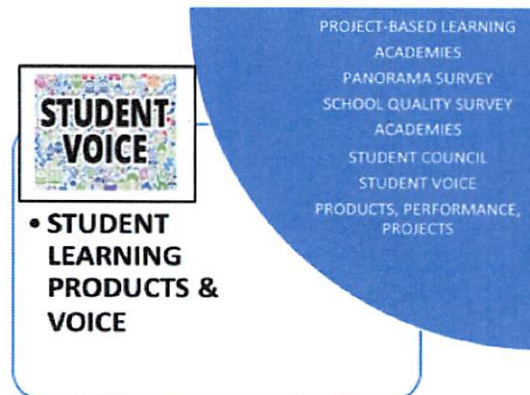 STUDENT
VOICE
• STUDENT
LEARNING
PRODUCTS &
VOICE
PROJECT-BASED LEARNING
ACADEMIES
PANORAMA SURVEY
SCHOOL QUALITY SURVEY
ACADEMIES
STUDENT COUNCIL
STUDENT VOICE
PRODUCTS, PERFORMANCE,
PROJECTS